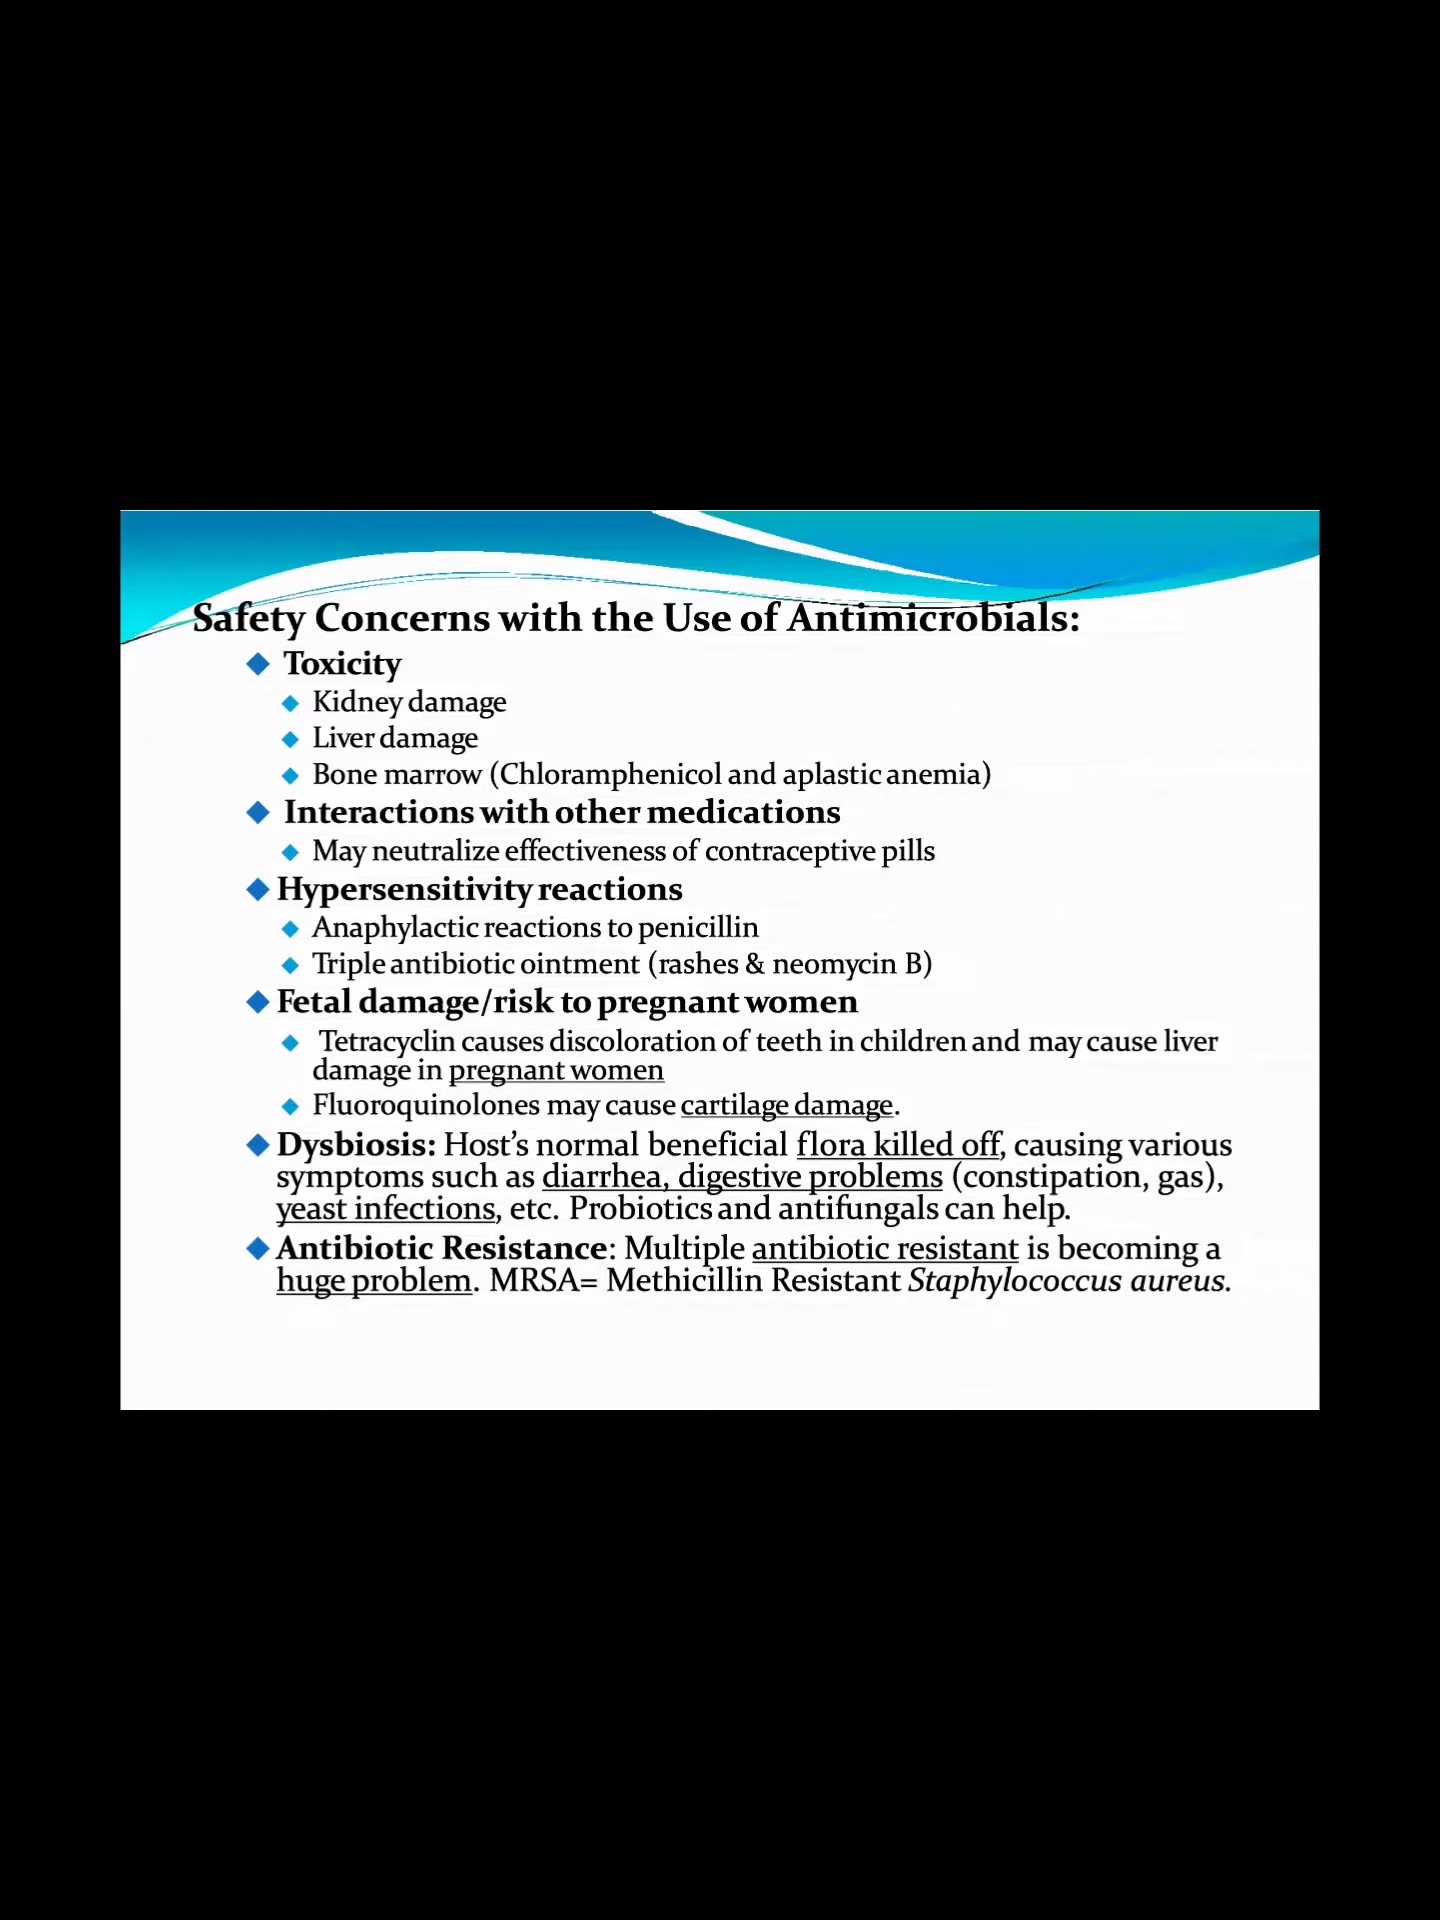 Safety Concerns with the Use of Antimicrobials:
Toxicity
Kidney damage
Liver damage
Bone marrow (Chloramphenicol and aplastic anemia)
Interactions with other medications
May neutralize effectiveness of contraceptive pills
Hypersensitivity reactions
Anaphylactic reactions to penicillin
Triple antibiotic ointment (rashes & neomycin B)
Fetal damage/risk to pregnant women
Tetracyclin causes discoloration of teeth in children and may cause liver
damage in pregnant women
Fluoroquinolones may cause cartilage damage.
Dysbiosis: Host’s normal beneficial flora killed off, causing various
symptoms such as diarrhea, digestive problems (constipation, gas),
yeast infections, etc. Probiotics and antifungals can help.
Antibiotic Resistance: Multiple antibiotic resistant is becoming a
huge problem. MRSA= Methicillin Resistant Staphylococcus aureus.